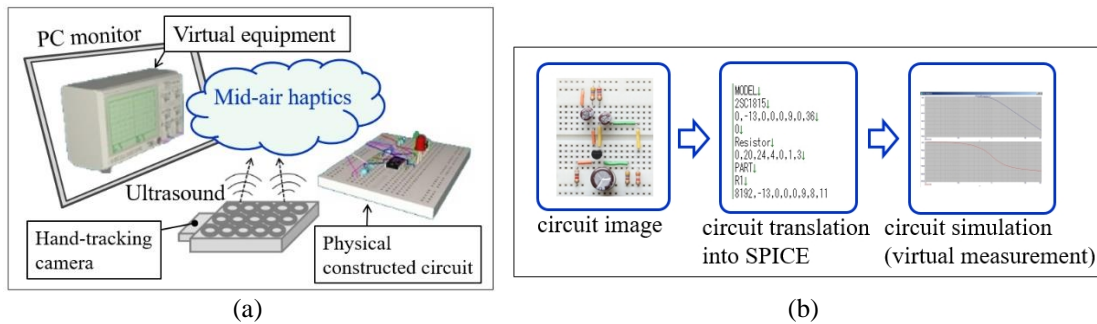 PC monitor
Virtual equipment
Mid-air haptics
Ultrasound
Hand-tracking
camera
Physical
constructed circuit
(a)
MODEL↓
2SC1815↓
0,-13,0,0,0,9,0,36↓
0↓
Resistor↓
0,20,24,4,0,1,3↓
PART↓
R1↓
8192,-13,0,0,0,9,8,11
circuit image
circuit translation
into SPICE
circuit simulation
(virtual measurement)
(b)